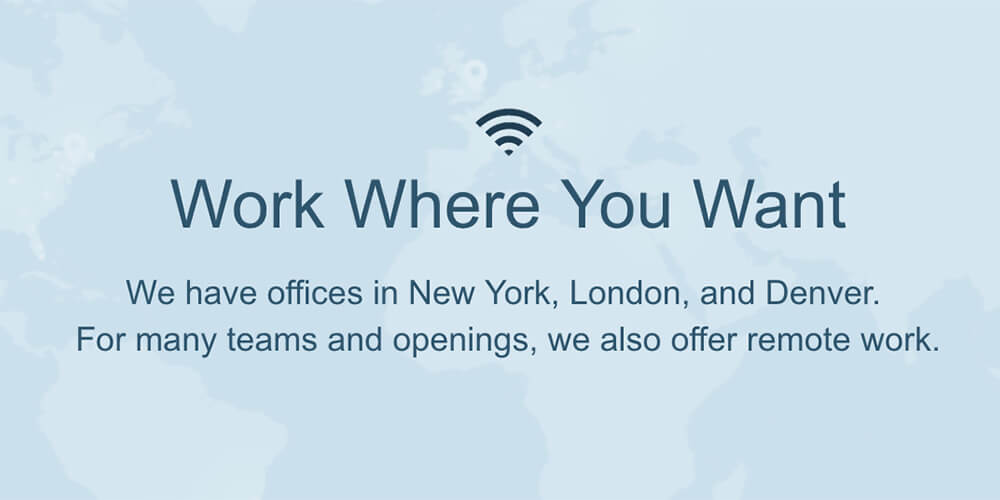 Work Where You Want
We have offices in New York, London, and Denver.
For many teams and openings, we also offer remote work.